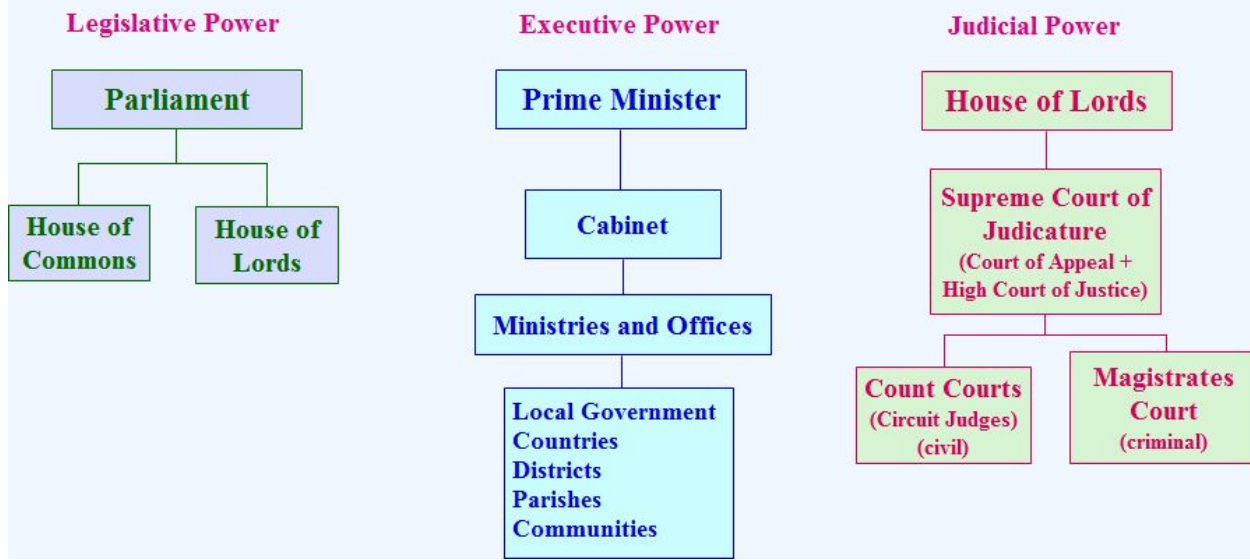 Legislative Power
Parliament
House of
Commons
House of
Lords
Executive Power
Prime Minister
Cabinet
Ministries and Offices
Local Government
Countries
Districts
Parishes
Communities
Judicial Power
House of Lords
Supreme Court of
Judicature
(Court of Appeal +
High Court of Justice)
Count Courts
(Circuit Judges)
(civil)
Magistrates
Court
(criminal)